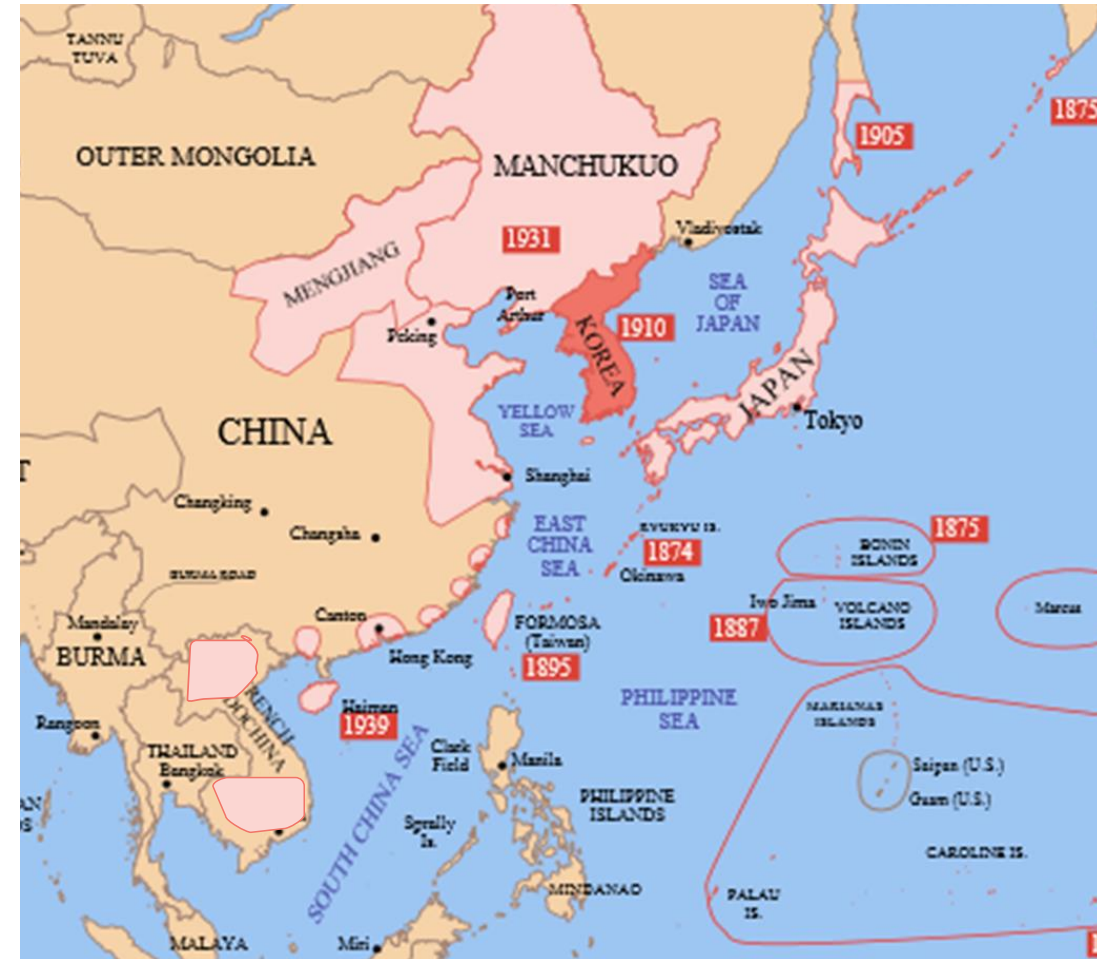 TANNU
TUVA
1875
1905
OUTER MONGOLIA
MANCHUKUO
Vladivostak
1931
MENGJIANG
SEA
OF
JAPAN
Port
Arthur
1910
Peking
KOREA
JAPAN
YELLOW
SEA
Tokyo
CHINA
T
Shanghai
Changking
Changsha
EAST
CHINA
SEA
RYUKYU IS.
1874
Okinawa
1875
BONIN
ISLANDS
BURMA ROAD
Iwo Jima
VOLCANO
ISLANDS
Marcus
1887
Canton
FORMOSA
(Taiwan)
1895
Mandalay
BURMA
Hong Kong
PHILIPPINE
SEA
FRENCH
INDOCHINA
Hainan
1939
MARIANAS
ISLANDS
Rangoon
THAILAND
Bangkok
Clark
Field
Manila
Saipan (U.S.)
Guam (U.S.)
PHILIPPINE
ISLANDS
SOUTH CHINA SEA
Sprally
Is.
CAROLINE IS.
MINDANAO
PALAU
IS.
MALAYA
Miri